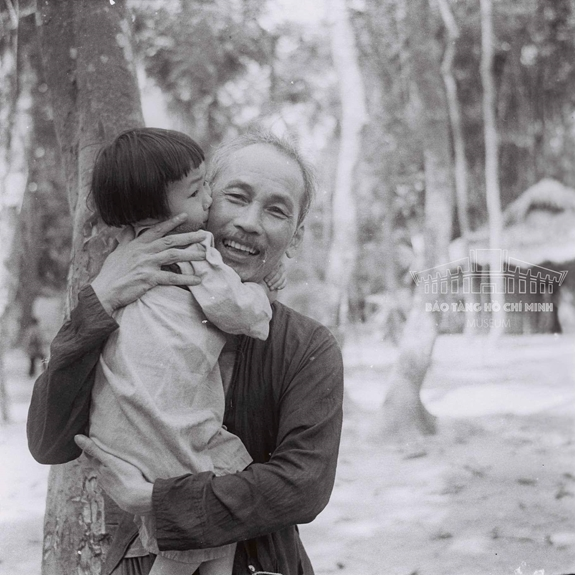 BẢO TÀNG HỒ CHÍ MINH
MUSEUM